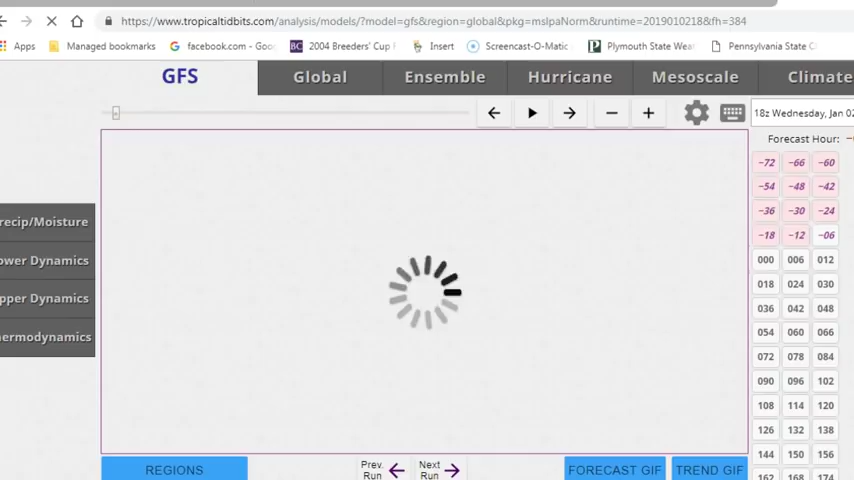 https://www.tropicaltidbits.com/analysis/models/?model=gfs&region=global&pkg=mslpaNorm&runtime=2019010218&fh=384
Apps Managed bookmarks facebook.com - Goo 2004 Breeders' Cup Insert Screencast-O-Matic Plymouth State Wea Pennsylvania State C
GFS Global Ensemble Hurricane Mesoscale Climate
18z Wednesday, Jan 02
Forecast Hour:
−72 −66 −60
−54 −48 −42
−36 −30 −24
−18 −12 −06
recip/Moisture
ower Dynamics
pper Dynamics
hermodynamics
000 006 012
018 024 030
036 042 048
054 060 066
072 078 084
090 096 102
108 114 120
126 132 138
144 150 156
162 168 174
REGIONS
Prev. Run
Next Run
FORECAST GIF
TREND GIF